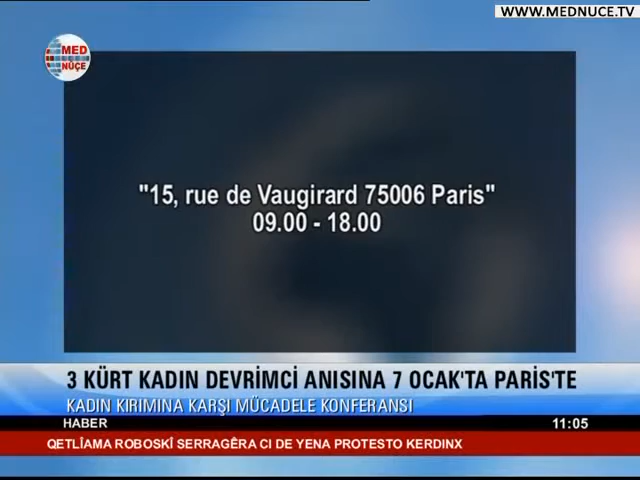 WWW.MEDNUCE.TV
MED
NÛÇE
"15, rue de Vaugirard 75006 Paris"
09.00 - 18.00
3 KÜRT KADIN DEVRİMCİ ANISINA 7 OCAK'TA PARİS'TE
KADIN KIRIMINA KARŞI MÜCADELE KONFERANSI
HABER
11:05
QETLÎAMA ROBOSKÎ SERRAGÊRA CI DE YENA PROTESTO KERDINX